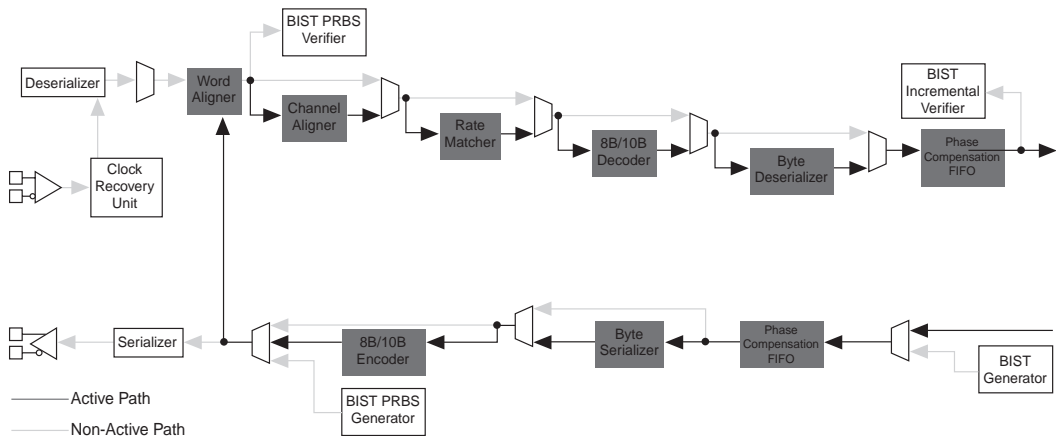 BIST PRBS
Verifier
Deserializer
Word
Aligner
Channel
Aligner
Rate
Matcher
8B/10B
Decoder
Byte
Deserializer
BIST
Incremental
Verifier
Phase
Compensation
FIFO
Clock
Recovery
Unit
Serializer
8B/10B
Encoder
Byte
Serializer
Phase
Compensation
FIFO
BIST
Generator
BIST PRBS
Generator
Active Path
Non-Active Path